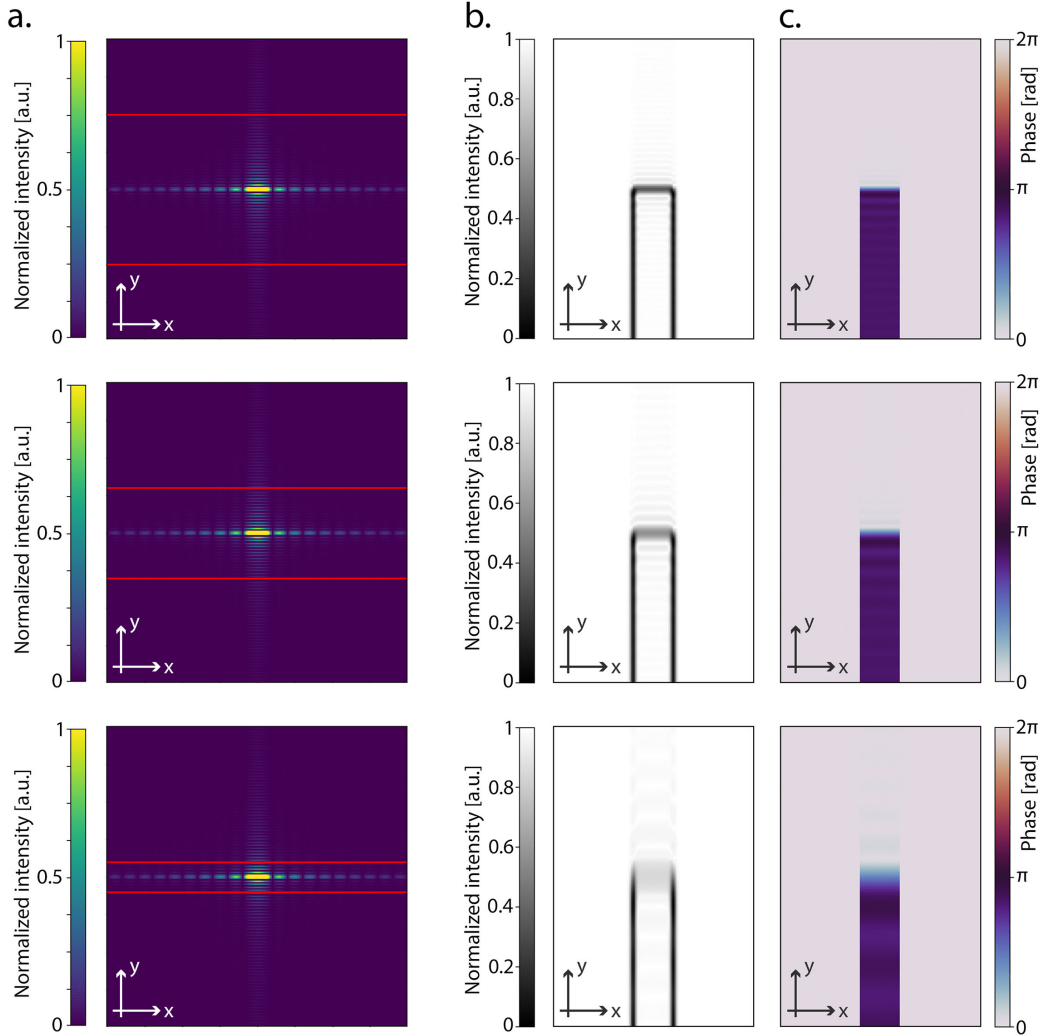 a.
b.
c.
Normalized intensity [a.u.]
1
0.5
0
y
x
Normalized intensity [a.u.]
1
0.8
0.6
0.4
0.2
0
y
x
y
x
2π
π
0
Phase [rad]
Normalized intensity [a.u.]
1
0.5
0
y
x
Normalized intensity [a.u.]
1
0.8
0.6
0.4
0.2
0
y
x
y
x
2π
π
0
Phase [rad]
Normalized intensity [a.u.]
1
0.5
0
y
x
Normalized intensity [a.u.]
1
0.8
0.6
0.4
0.2
0
y
x
y
x
2π
π
0
Phase [rad]